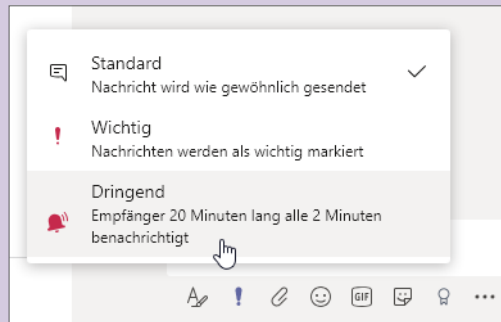 Standard
Nachricht wird wie gewöhnlich gesendet
Wichtig
Nachrichten werden als wichtig markiert
Dringend
Empfänger 20 Minuten lang alle 2 Minuten
benachrichtigt
GIF